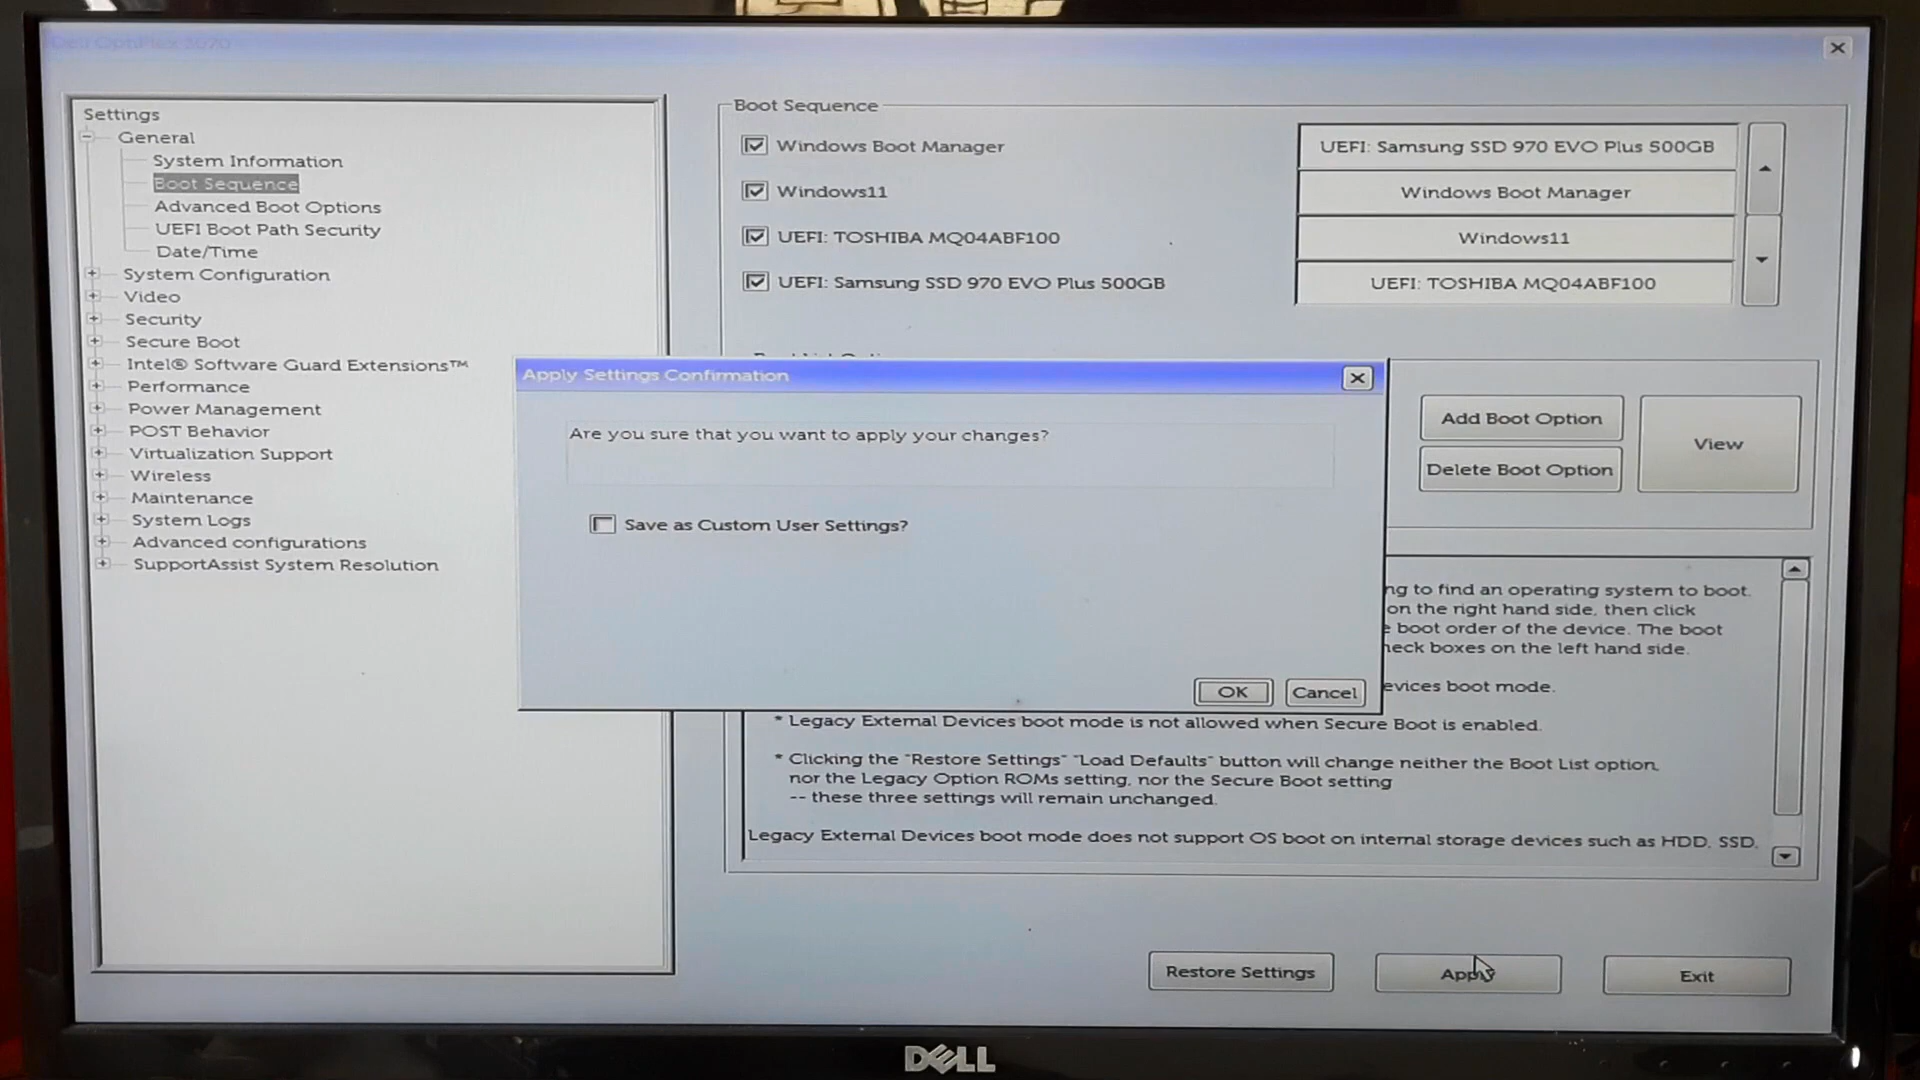 Dell OptiPlex 3070
Settings
General
System Information
Boot Sequence
Advanced Boot Options
UEFI Boot Path Security
Date/Time
System Configuration
Video
Security
Secure Boot
Intel® Software Guard Extensions™
Performance
Power Management
POST Behavior
Virtualization Support
Wireless
Maintenance
System Logs
Advanced configurations
SupportAssist System Resolution
Boot Sequence
Windows Boot Manager
Windows11
UEFI: TOSHIBA MQ04ABF100
UEFI: Samsung SSD 970 EVO Plus 500GB
UEFI: Samsung SSD 970 EVO Plus 500GB
Windows Boot Manager
Windows11
UEFI: TOSHIBA MQ04ABF100
Apply Settings Confirmation
Are you sure that you want to apply your changes?
Save as Custom User Settings?
OK
Cancel
Add Boot Option
Delete Boot Option
View
ng to find an operating system to boot.
on the right hand side, then click
boot order of the device. The boot
heck boxes on the left hand side.
evices boot mode.
* Legacy External Devices boot mode is not allowed when Secure Boot is enabled.
* Clicking the "Restore Settings" "Load Defaults" button will change neither the Boot List option,
nor the Legacy Option ROMs setting, nor the Secure Boot setting
-- these three settings will remain unchanged.
Legacy External Devices boot mode does not support OS boot on internal storage devices such as HDD, SSD,
Restore Settings
Apply
Exit
DELL